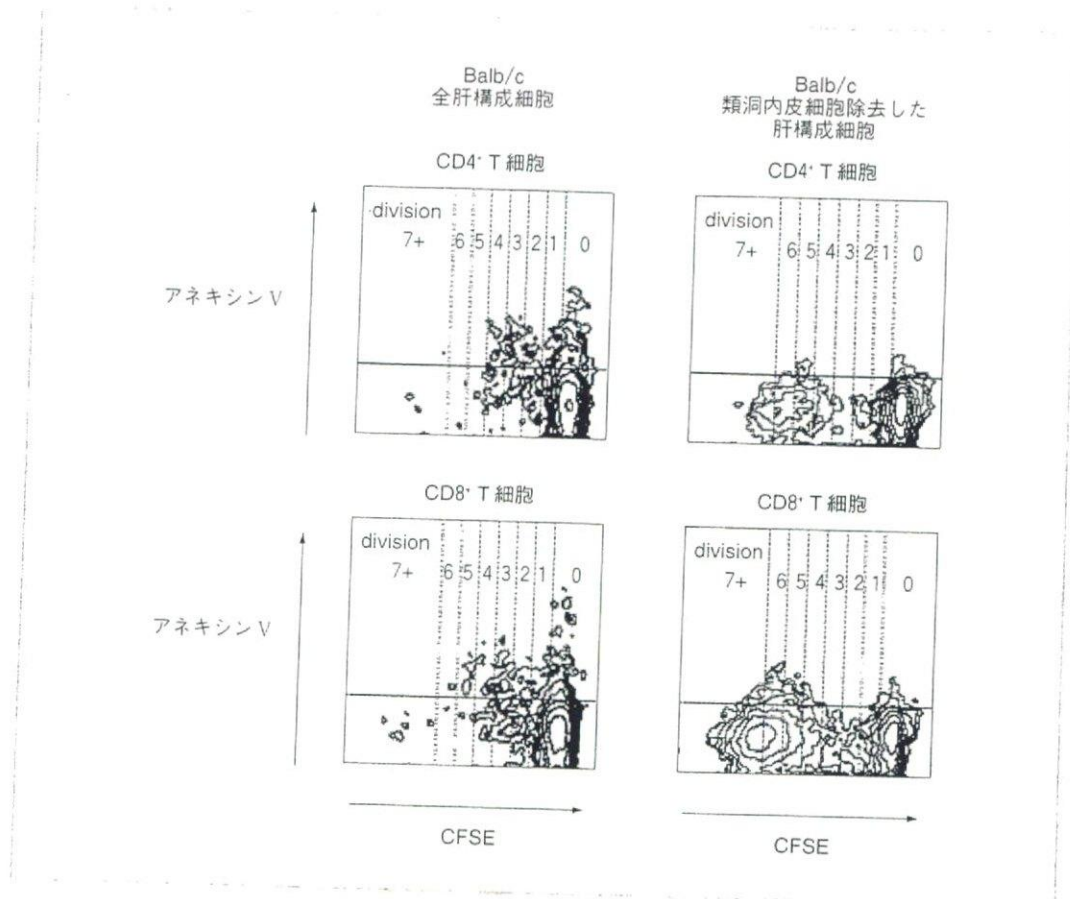 Balb/c
全肝構成細胞
Balb/c
類洞内皮細胞除去した
肝構成細胞
CD4⁺ T 細胞
CD4⁺ T 細胞
division
7+ 6 5 4 3 2 1 0
division
7+ 6 5 4 3 2 1 0
アネキシン V
CD8⁺ T 細胞
CD8⁺ T 細胞
division
7+ 6 5 4 3 2 1 0
division
7+ 6 5 4 3 2 1 0
アネキシン V
CFSE
CFSE